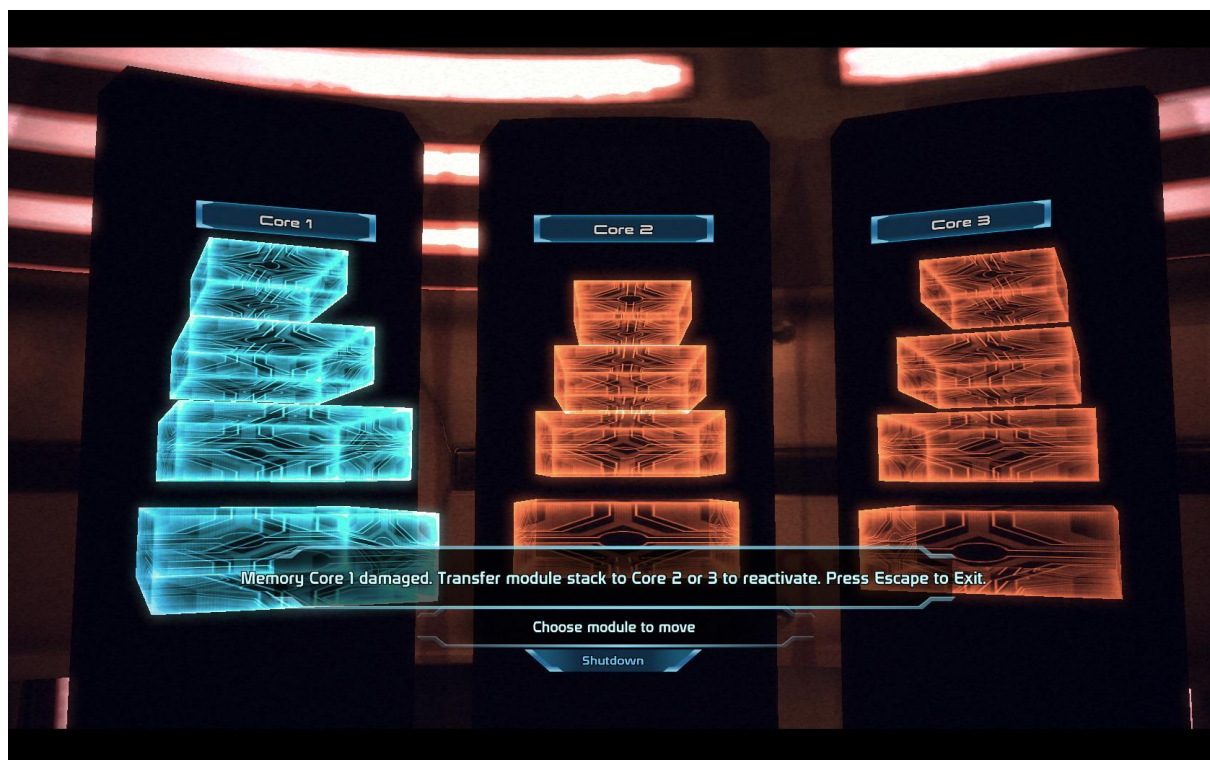 Core 1
Core 2
Core 3
Memory Core 1 damaged. Transfer module stack to Core 2 or 3 to reactivate. Press Escape to Exit.
Choose module to move
Shutdown